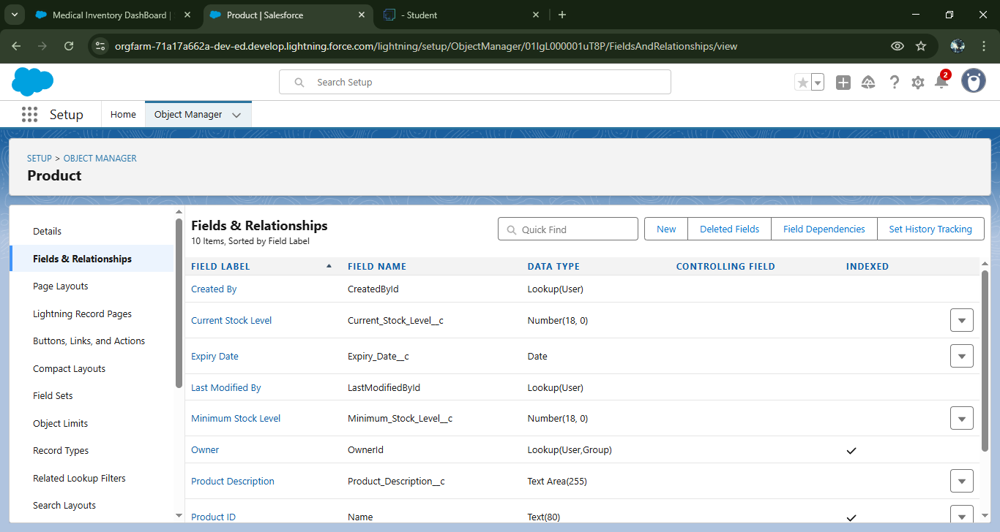 Medical Inventory DashBoard |
Product | Salesforce
- Student
orgfarm-71a17a662a-dev-ed.develop.lightning.force.com/lightning/setup/ObjectManager/01IgL000001uT8P/FieldsAndRelationships/view
Search Setup
2
Setup
Home
Object Manager
SETUP > OBJECT MANAGER
Product
Details
Fields & Relationships
Page Layouts
Lightning Record Pages
Buttons, Links, and Actions
Compact Layouts
Field Sets
Object Limits
Record Types
Related Lookup Filters
Search Layouts
Fields & Relationships
10 Items, Sorted by Field Label
Quick Find
New
Deleted Fields
Field Dependencies
Set History Tracking
FIELD LABEL FIELD NAME DATA TYPE CONTROLLING FIELD INDEXED
Created By CreatedById Lookup(User)
Current Stock Level Current_Stock_Level__c Number(18, 0)
Expiry Date Expiry_Date__c Date
Last Modified By LastModifiedById Lookup(User)
Minimum Stock Level Minimum_Stock_Level__c Number(18, 0)
Owner OwnerId Lookup(User,Group)
Product Description Product_Description__c Text Area(255)
Product ID Name Text(80)